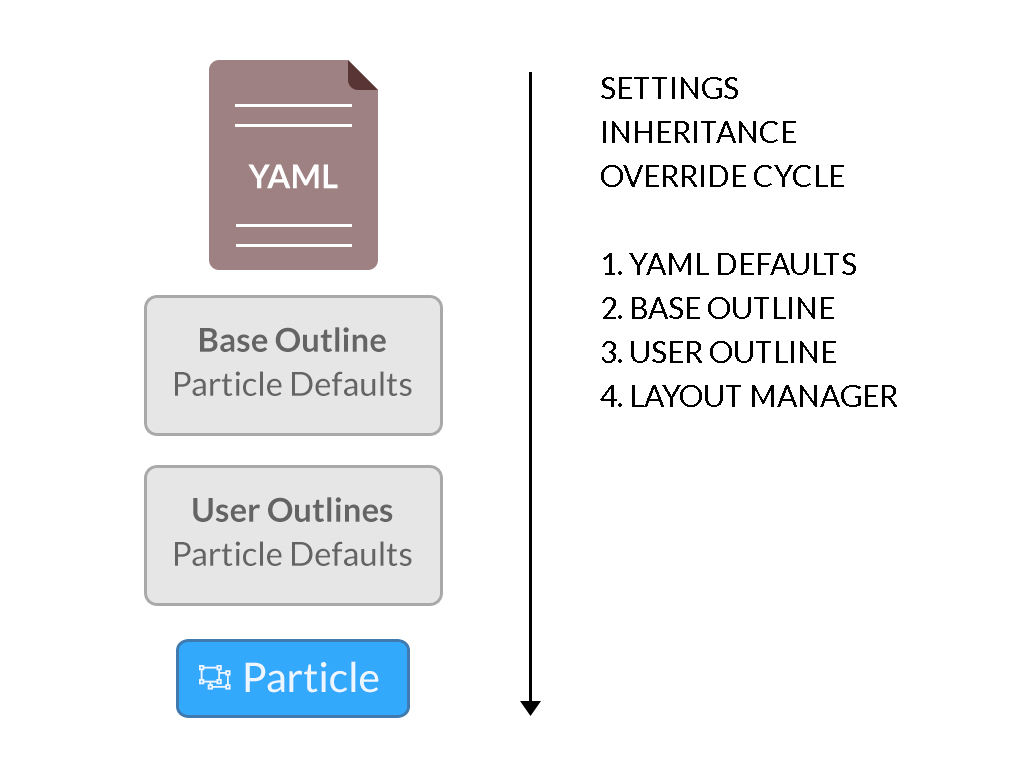 YAML
Base Outline
Particle Defaults
User Outlines
Particle Defaults
Particle
SETTINGS
INHERITANCE
OVERRIDE CYCLE
1. YAML DEFAULTS
2. BASE OUTLINE
3. USER OUTLINE
4. LAYOUT MANAGER